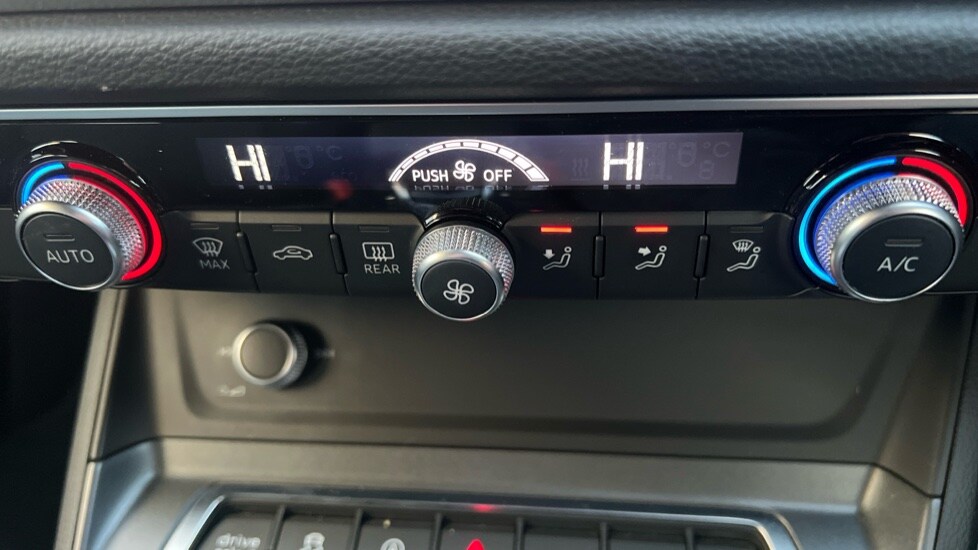 HI PUSH OFF HI
AUTO MAX REAR A/C
drive